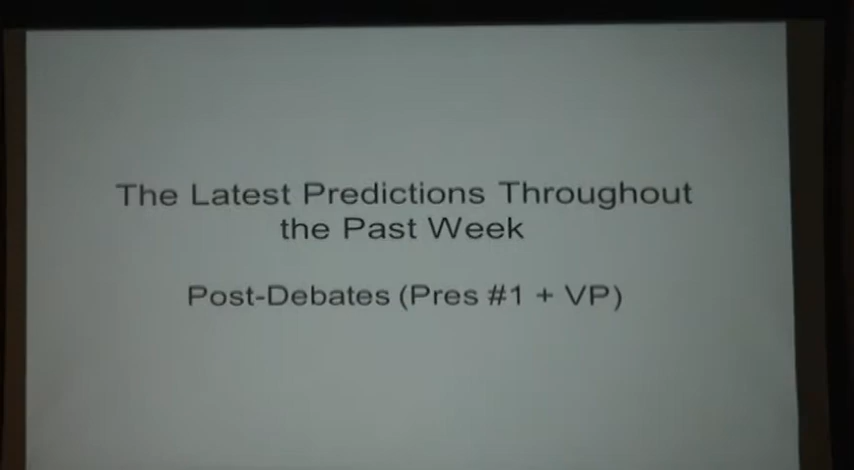 The Latest Predictions Throughout
the Past Week
Post-Debates (Pres #1 + VP)